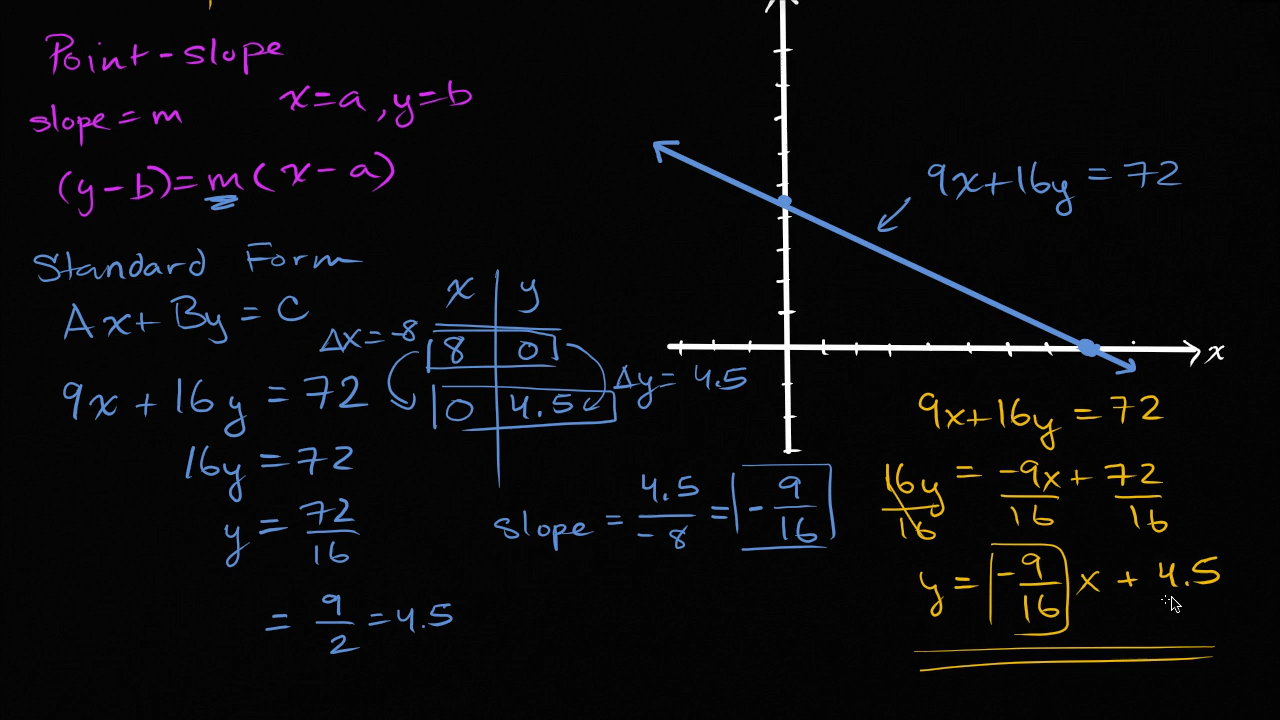 Point-slope
slope = m
x=a, y=b
(y-b)=m(x-a)
Standard Form
Ax+By=C
9x+16y=72
16y=72
y=72/16
=9/2=4.5
x y
Δx=-8
8 0
0 4.5
Δy=4.5
slope=4.5/-8=-9/16
9x+16y=72
x
9x+16y=72
16y/16=-9x/16+72/16
y=-9/16x+4.5